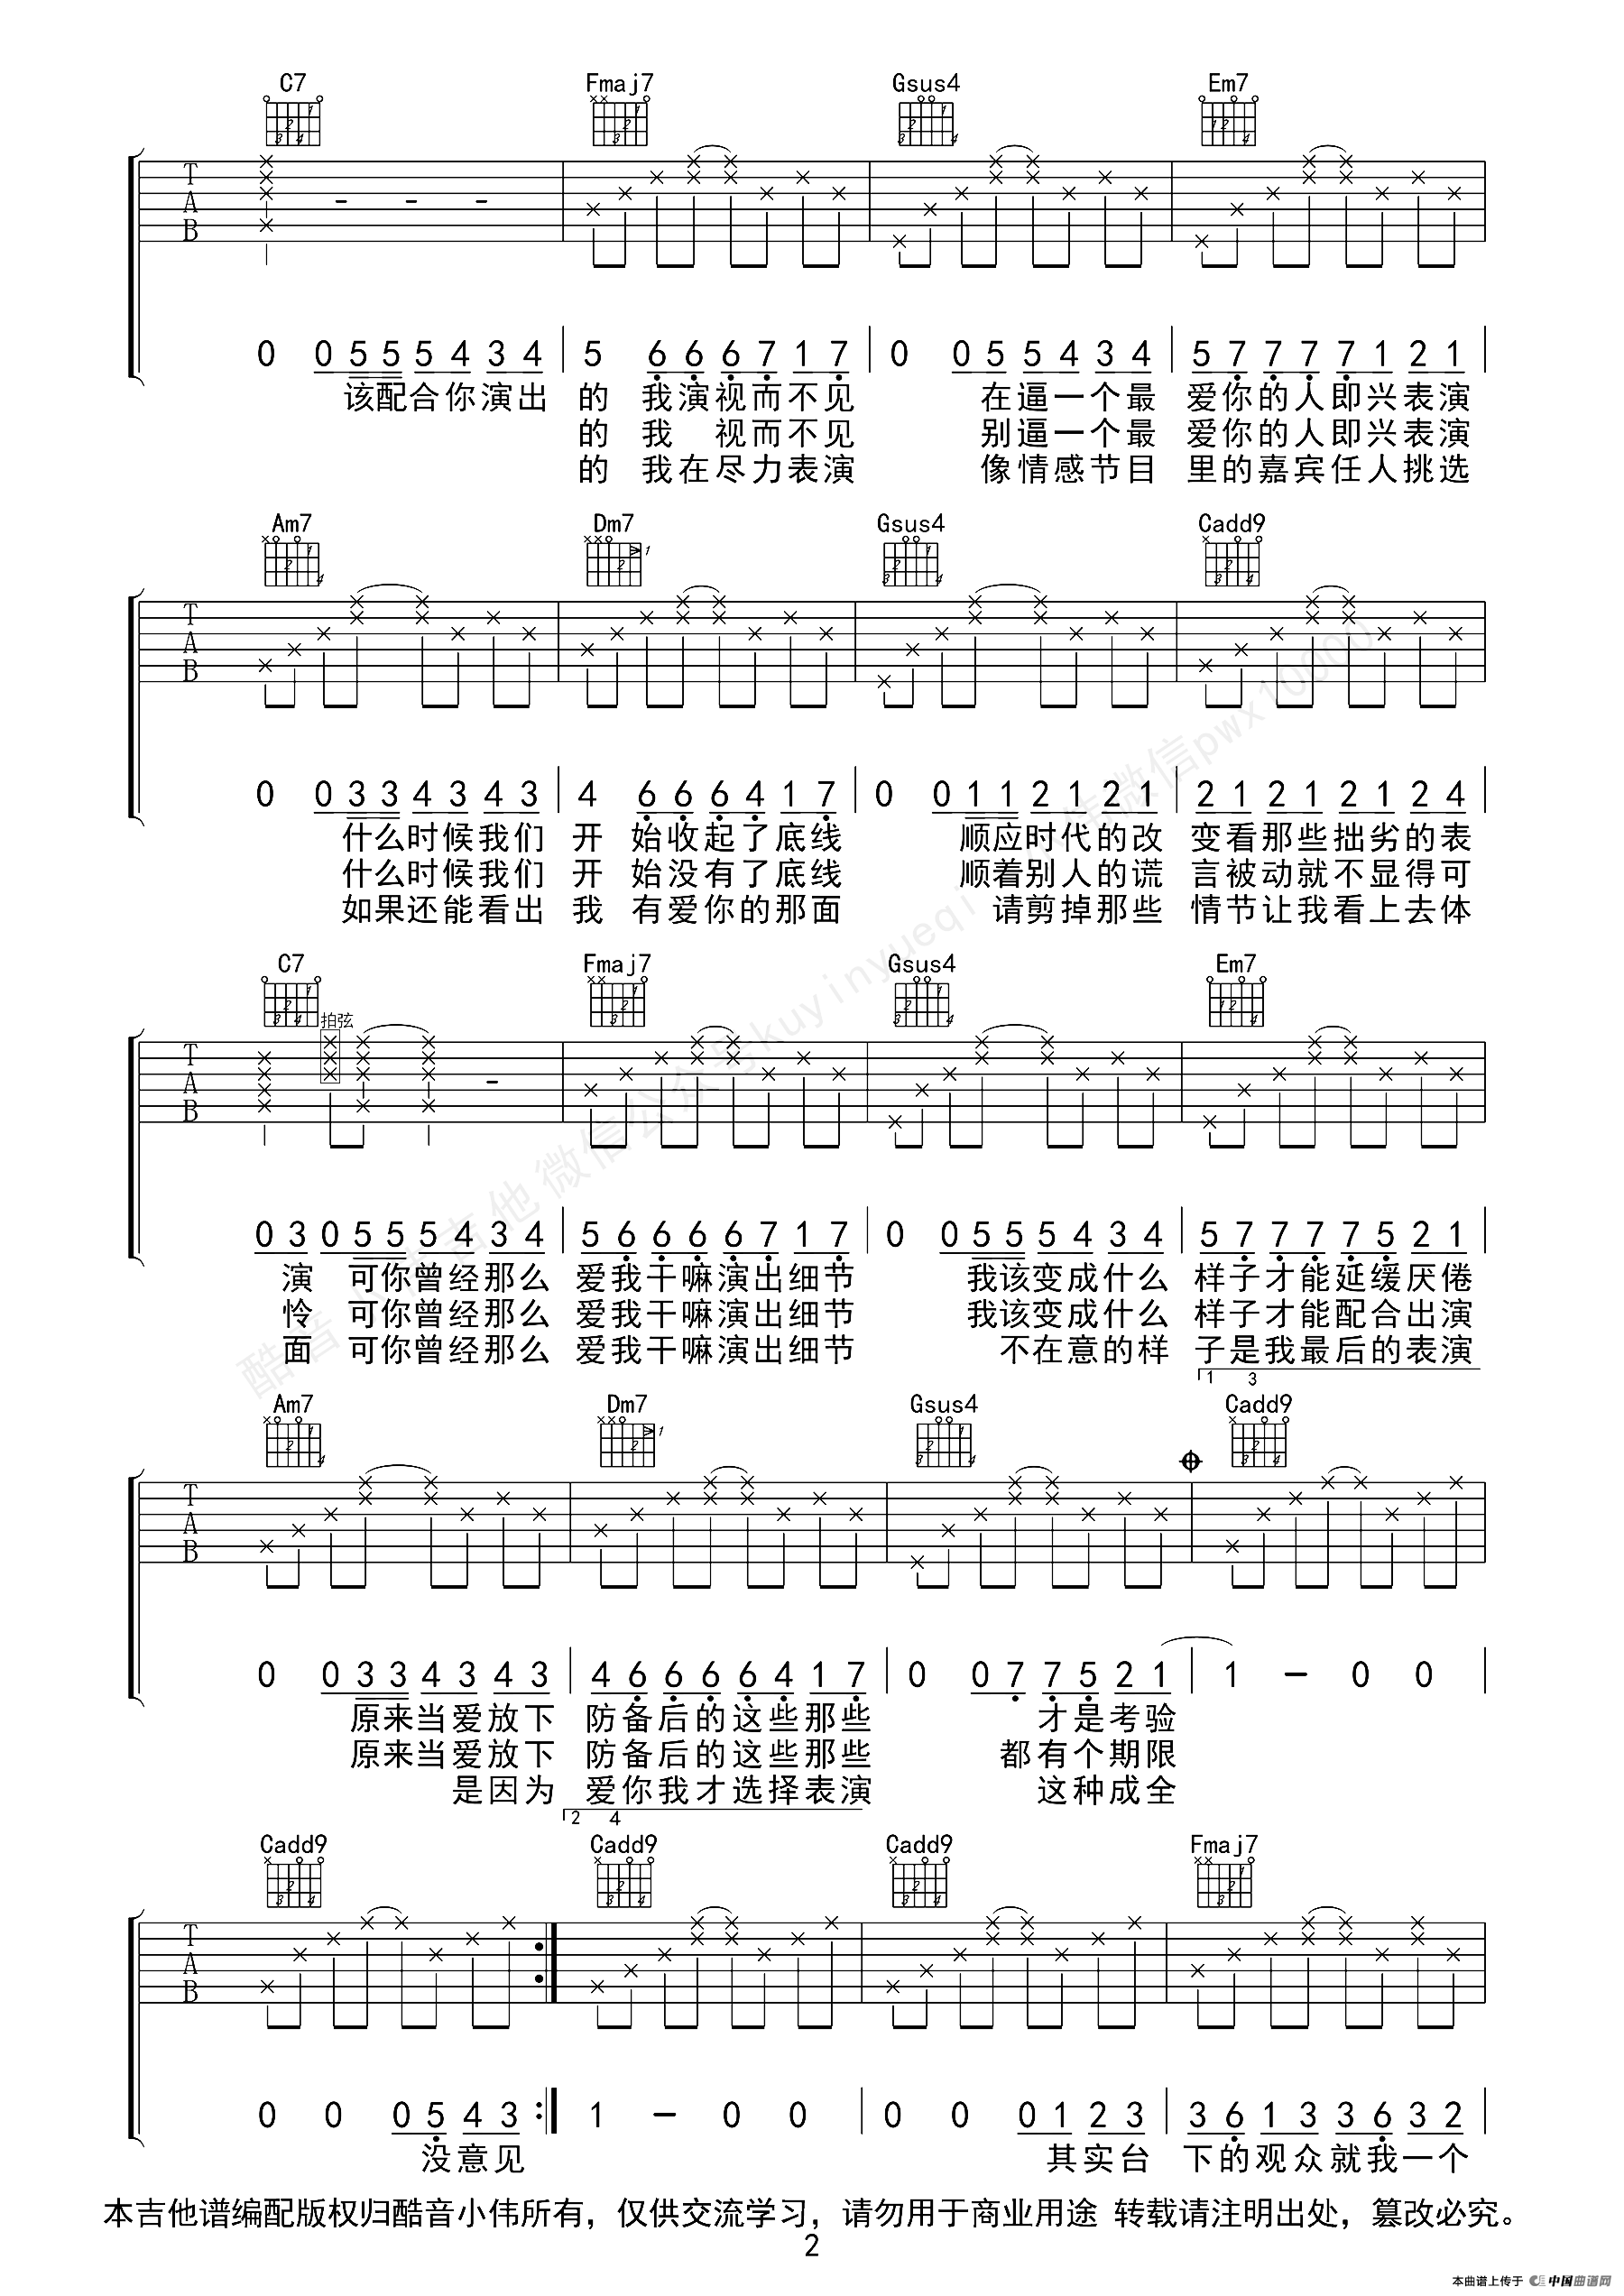 C7 Fmaj7 Gsus4 Em7
T
A
B
0 0 5 5 5 4 3 4 | 5 6 6 6 7 1 7 | 0 0 5 5 4 3 4 | 5 7 7 7 7 1 2 1 |
该配合你演出 的 我演视而不见 在逼一个最 爱你的人即兴表演
的 我 视而不见 别逼一个最 爱你的人即兴表演
的 我在尽力表演 像情感节目 里的嘉宾任人挑选
Am7 Dm7 Gsus4 Cadd9
T
A
B
0 0 3 3 4 3 4 3 | 4 6 6 6 4 1 7 | 0 0 1 1 2 1 2 1 | 2 1 2 1 2 1 2 4 |
什么时候我们 开 始收起了底线 顺应时代的改 变看那些拙劣的表
什么时候我们 开 始没有了底线 顺着别人的谎 言被动就不显得可
如果还能看出 我 有爱你的那面 请剪掉那些 情节让我看上去体
C7 Fmaj7 Gsus4 Em7
拍弦
T
A
B
0 3 0 5 5 5 4 3 4 | 5 6 6 6 6 7 1 7 | 0 0 5 5 5 4 3 4 | 5 7 7 7 7 5 2 1 |
演 可你曾经那么 爱我干嘛演出细节 我该变成什么 样子才能延缓厌倦
怜 可你曾经那么 爱我干嘛演出细节 我该变成什么 样子才能配合出演
面 可你曾经那么 爱我干嘛演出细节 不在意的样 子是我最后的表演
1 3
Am7 Dm7 Gsus4 Cadd9
T
A
B
0 0 3 3 4 3 4 3 | 4 6 6 6 6 4 1 7 | 0 0 7 7 5 2 1 | 1 - 0 0 |
原来当爱放下 防备后的这些那些 才是考验
原来当爱放下 防备后的这些那些 都有个期限
是因为 爱你我才选择表演 这种成全
2 4
Cadd9 Cadd9 Cadd9 Fmaj7
T
A
B
0 0 0 5 4 3 :| 1 - 0 0 | 0 0 0 1 2 3 | 3 6 1 3 3 6 3 2 |
没意见 其实台 下的观众就我一个
本吉他谱编配版权归酷音小伟所有，仅供交流学习，请勿用于商业用途 转载请注明出处，篡改必究。
2
酷音小伟吉他 微信公众号kuyinyueqi 小伟微信pwx10000
本曲谱上传于 中国曲谱网